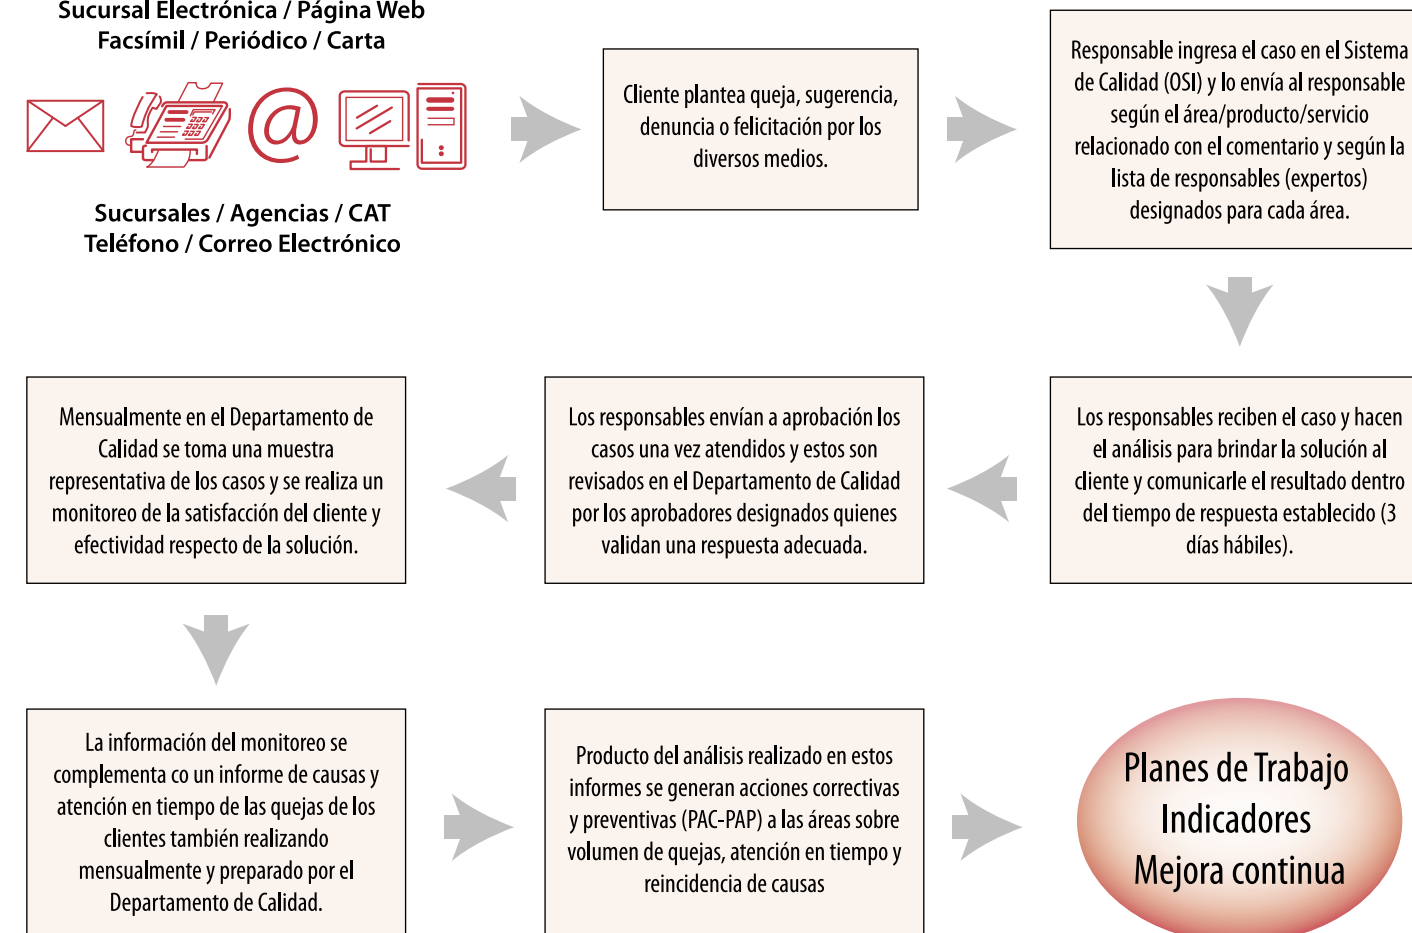 Sucursal Electrónica / Página Web
Facsímil / Periódico / Carta
@
Sucursales / Agencias / CAT
Teléfono / Correo Electrónico
Cliente plantea queja, sugerencia,
denuncia o felicitación por los
diversos medios.
Responsable ingresa el caso en el Sistema
de Calidad (OSI) y lo envía al responsable
según el área/producto/servicio
relacionado con el comentario y según la
lista de responsables (expertos)
designados para cada área.
Los responsables reciben el caso y hacen
el análisis para brindar la solución al
cliente y comunicarle el resultado dentro
del tiempo de respuesta establecido (3
días hábiles).
Los responsables envían a aprobación los
casos una vez atendidos y estos son
revisados en el Departamento de Calidad
por los aprobadores designados quienes
validan una respuesta adecuada.
Mensualmente en el Departamento de
Calidad se toma una muestra
representativa de los casos y se realiza un
monitoreo de la satisfacción del cliente y
efectividad respecto de la solución.
La información del monitoreo se
complementa co un informe de causas y
atención en tiempo de las quejas de los
clientes también realizando
mensualmente y preparado por el
Departamento de Calidad.
Producto del análisis realizado en estos
informes se generan acciones correctivas
y preventivas (PAC-PAP) a las áreas sobre
volumen de quejas, atención en tiempo y
reincidencia de causas
Planes de Trabajo
Indicadores
Mejora continua